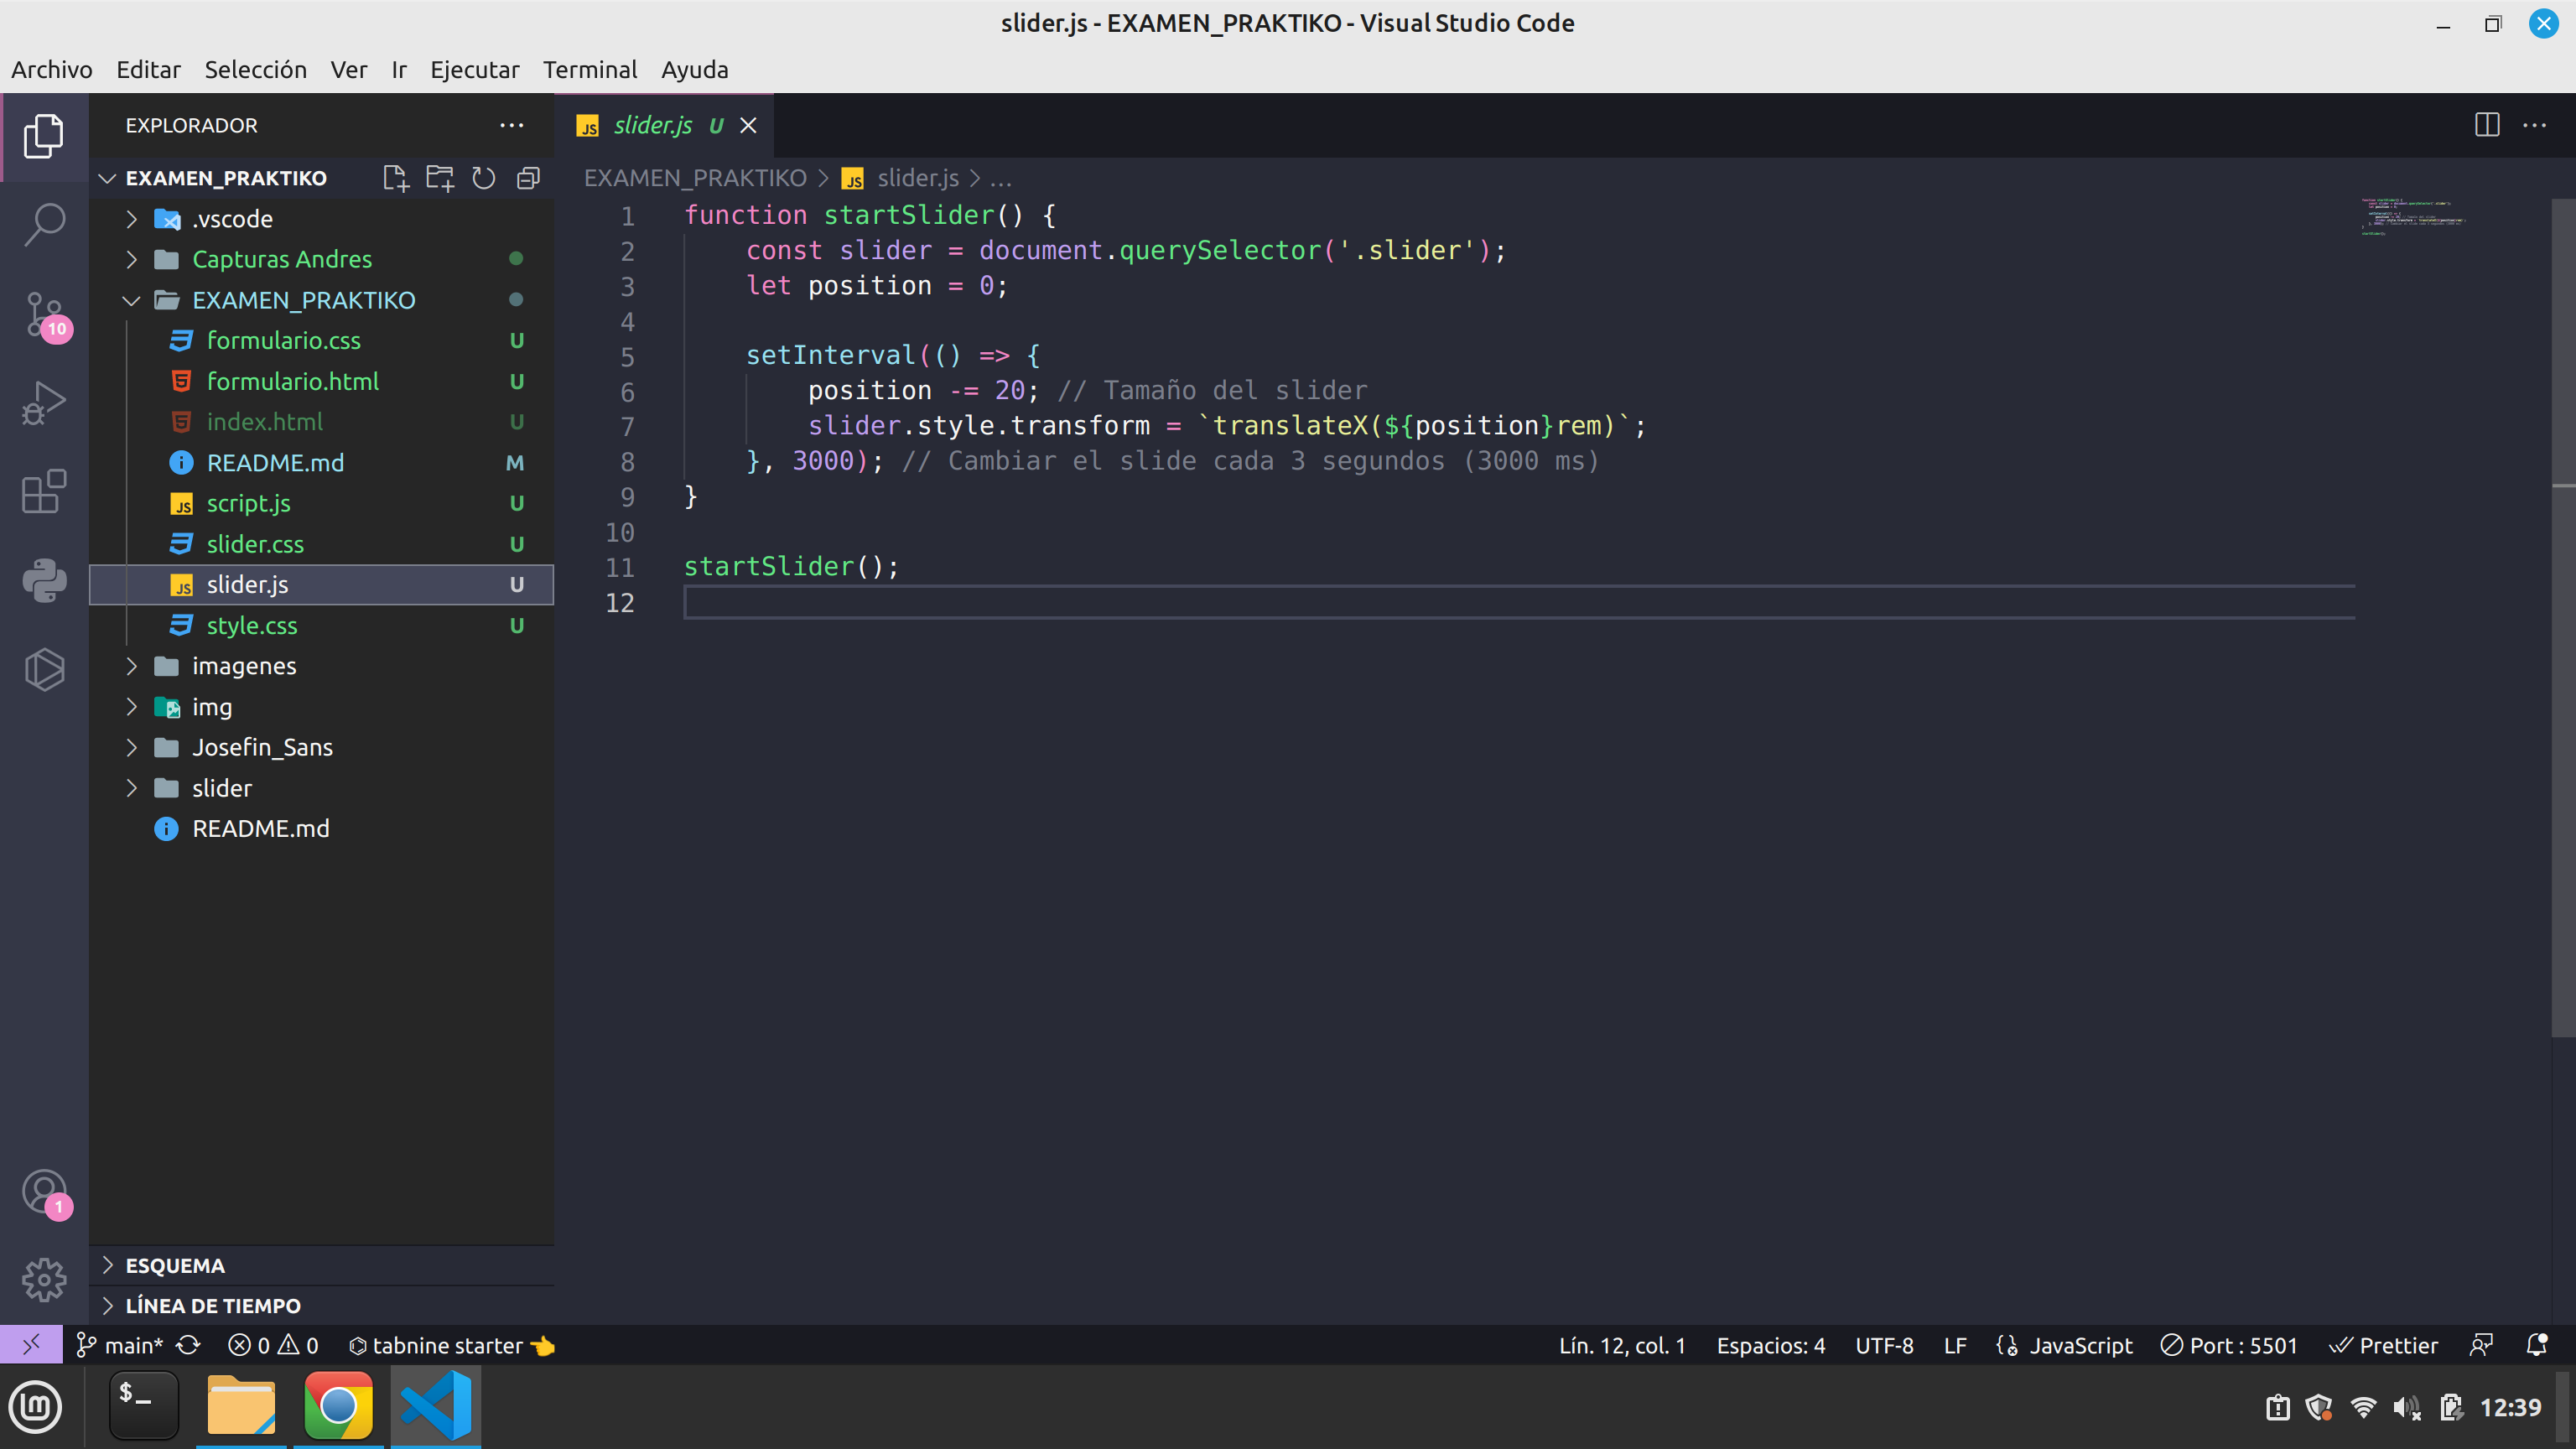 slider.js - EXAMEN_PRAKTIKO - Visual Studio Code
Archivo Editar Selección Ver Ir Ejecutar Terminal Ayuda
EXPLORADOR
slider.js U
EXAMEN_PRAKTIKO
EXAMEN_PRAKTIKO > JS slider.js > ...
.vscode
Capturas Andres
EXAMEN_PRAKTIKO
formulario.css U
formulario.html U
index.html U
README.md M
script.js U
slider.css U
slider.js U
style.css U
imagenes
img
Josefin_Sans
slider
README.md
1 function startSlider() {
2 const slider = document.querySelector('.slider');
3 let position = 0;
4
5 setInterval(() => {
6 position -= 20; // Tamaño del slider
7 slider.style.transform = `translateX(${position}rem)`;
8 }, 3000); // Cambiar el slide cada 3 segundos (3000 ms)
9 }
10
11 startSlider();
12
10
1
ESQUEMA
LÍNEA DE TIEMPO
main* 0 0 tabnine starter 👈 Lín. 12, col. 1 Espacios: 4 UTF-8 LF JavaScript Port : 5501 Prettier
$_
12:39